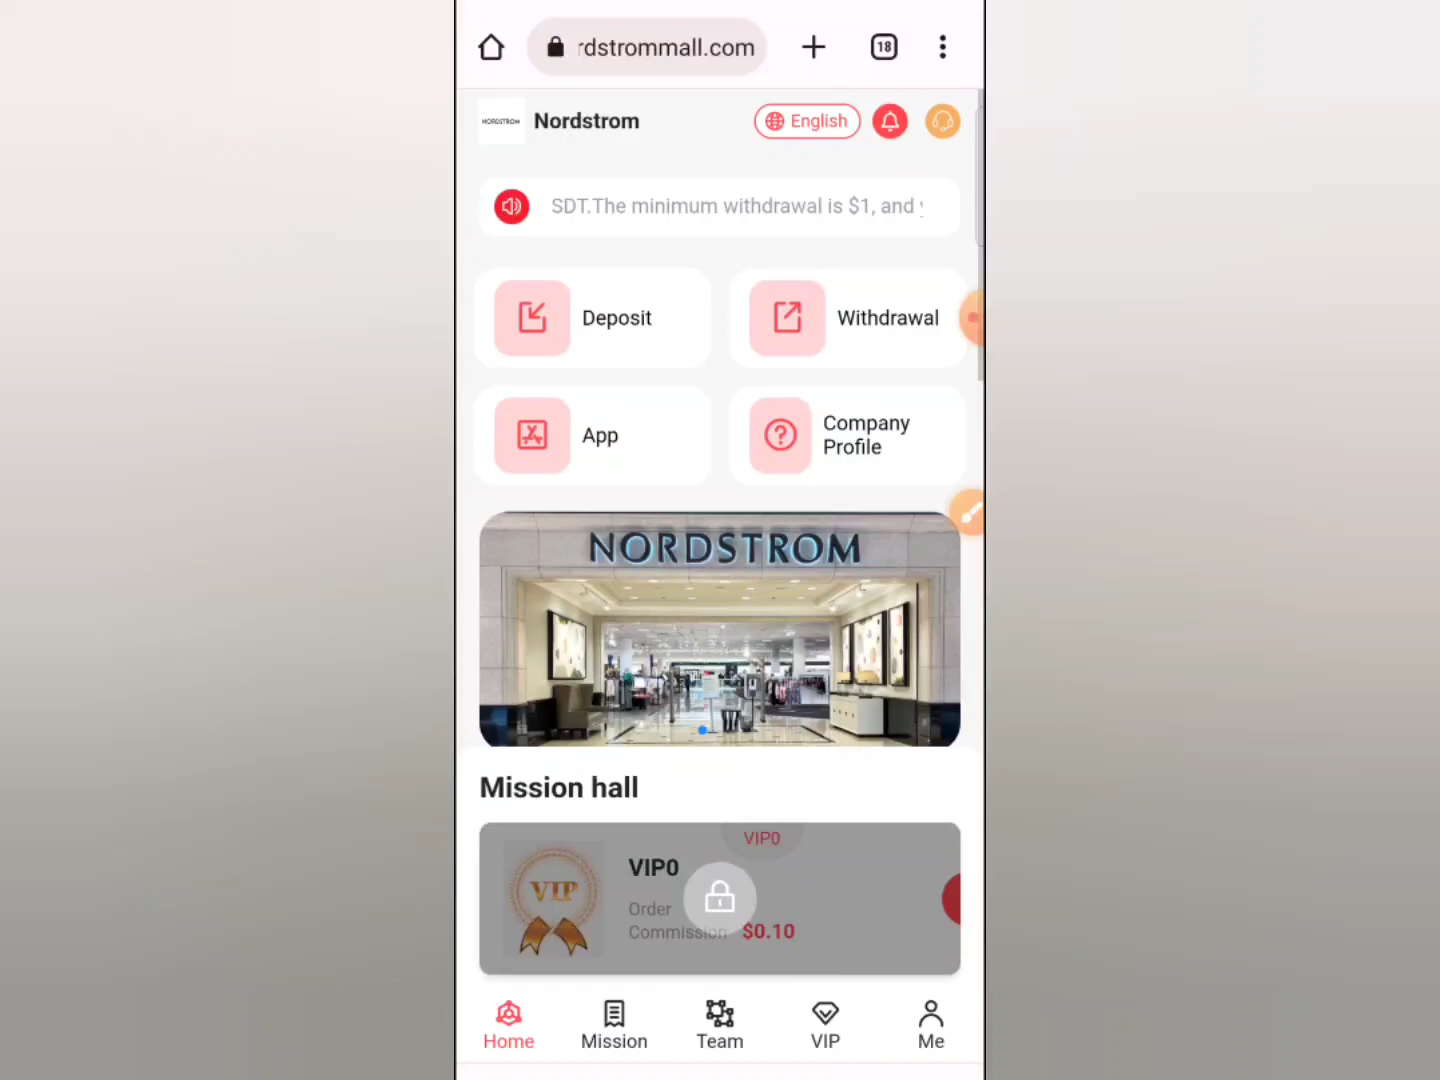 rdstrommall.com
18
NORDSTROM
Nordstrom
English
SDT.The minimum withdrawal is $1, and
Deposit
Withdrawal
App
Company
Profile
NORDSTROM
Mission hall
VIP0
VIP
VIP0
Order
Commission $0.10
Home
Mission
Team
VIP
Me